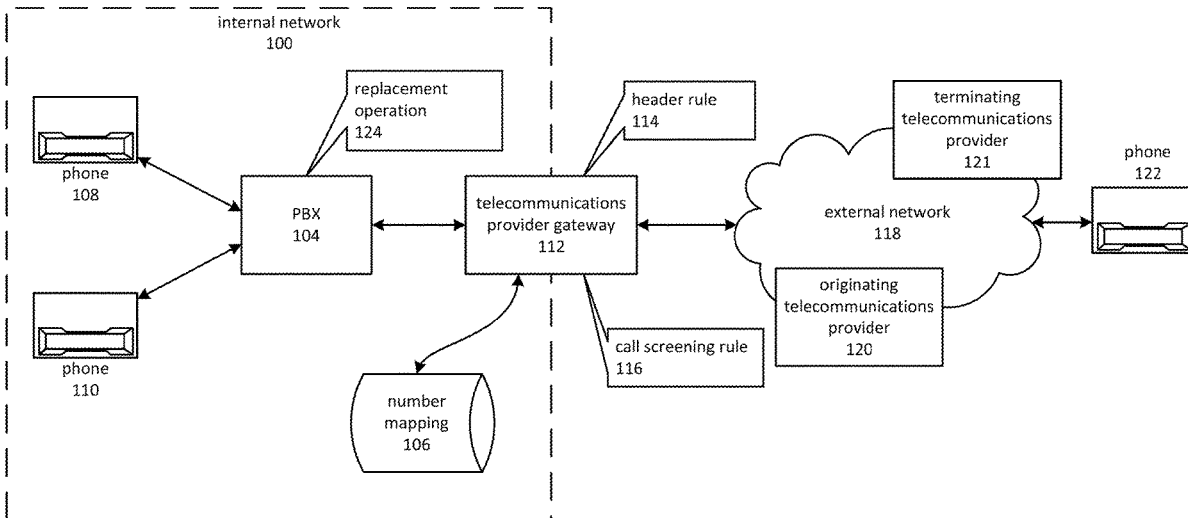 internal network
100
phone
108
phone
110
replacement
operation
124
PBX
104
number
mapping
106
header rule
114
telecommunications
provider gateway
112
call screening rule
116
terminating
telecommunications
provider
121
external network
118
originating
telecommunications
provider
120
phone
122